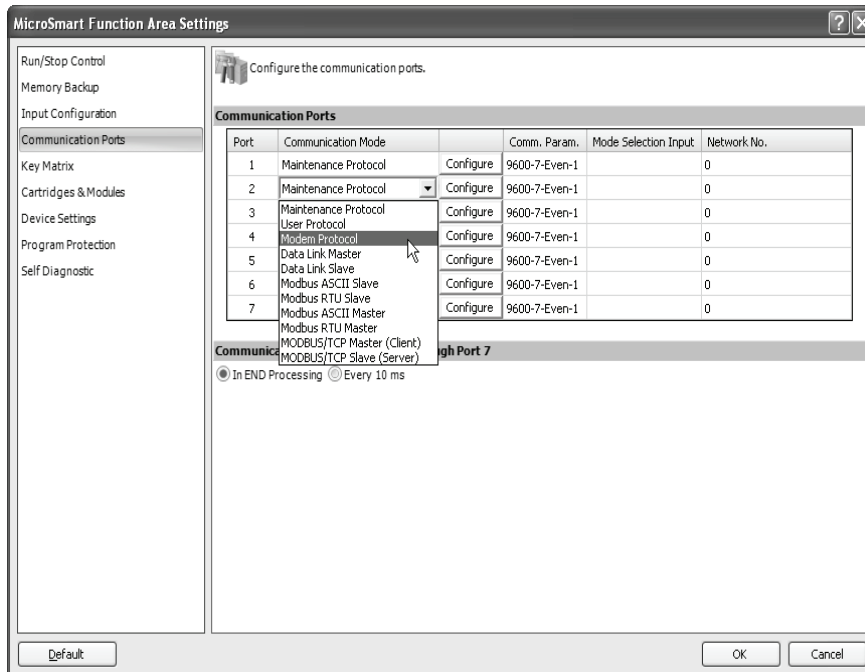 MicroSmart Function Area Settings
?
Run/Stop Control
Memory Backup
Input Configuration
Communication Ports
Key Matrix
Cartridges & Modules
Device Settings
Program Protection
Self Diagnostic
Configure the communication ports.
Communication Ports
Port Communication Mode Comm. Param. Mode Selection Input Network No.
1 Maintenance Protocol Configure 9600-7-Even-1 0
2 Maintenance Protocol Configure 9600-7-Even-1 0
3 Configure 9600-7-Even-1 0
4 Configure 9600-7-Even-1 0
5 Configure 9600-7-Even-1 0
6 Configure 9600-7-Even-1 0
7 Configure 9600-7-Even-1 0
Maintenance Protocol
User Protocol
Modem Protocol
Data Link Master
Data Link Slave
Modbus ASCII Slave
Modbus RTU Slave
Modbus ASCII Master
Modbus RTU Master
MODBUS/TCP Master (Client)
MODBUS/TCP Slave (Server)
Port 7
In END Processing Every 10 ms
Default
OK
Cancel